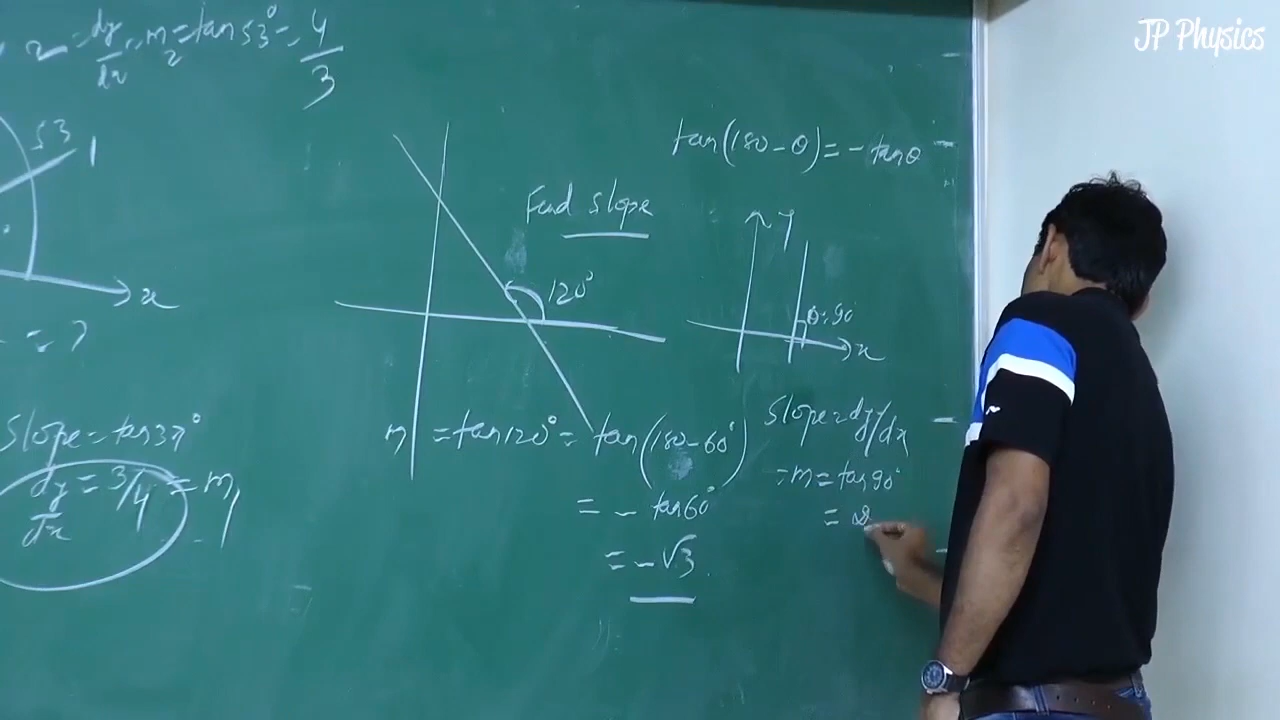 2 = dy/dx, m₂ = tan 53° = 4/3
53
1
x
= ?
Slope = tan 37°
dy/dx = 3/4 = m₁
Find slope
120°
m = tan 120° = tan(180 - 60°)
= - tan 60°
= - √3
tan(180 - θ) = - tan θ
y
θ = 90
x
Slope = dy/dx
= m = tan 90°
JP Physics